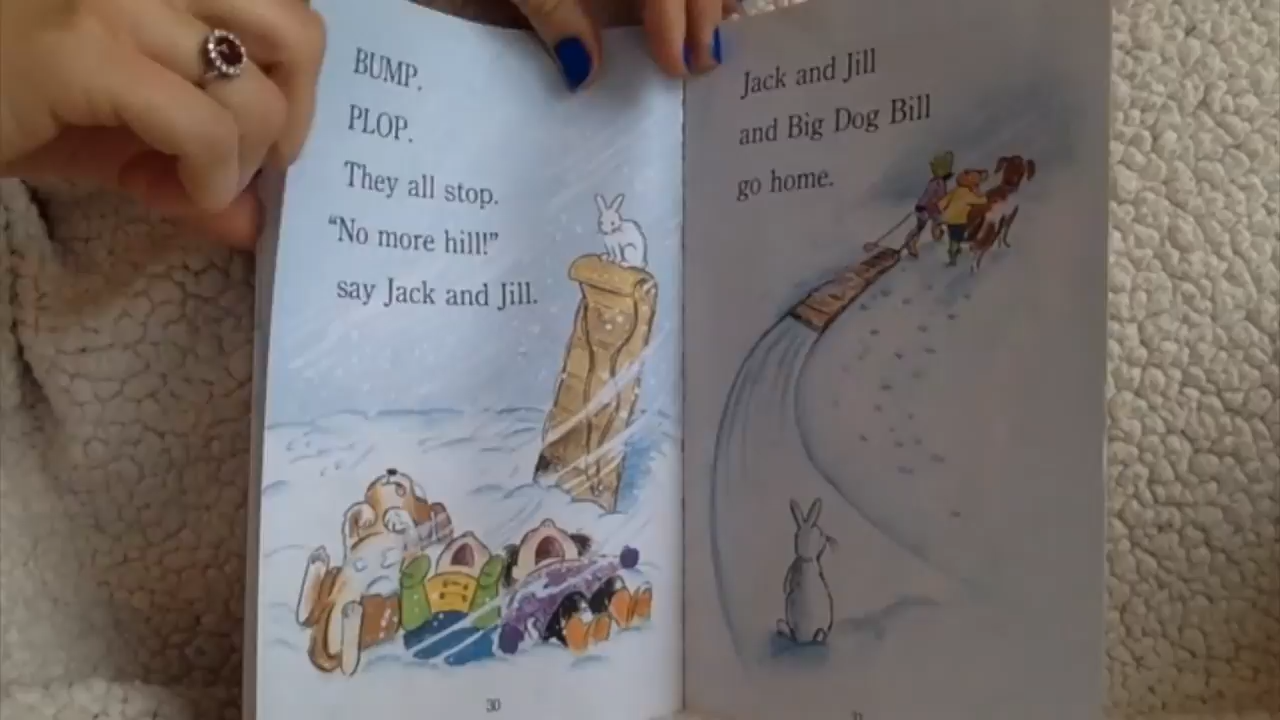 BUMP.
PLOP.
They all stop.
“No more hill!”
say Jack and Jill.
30
Jack and Jill
and Big Dog Bill
go home.